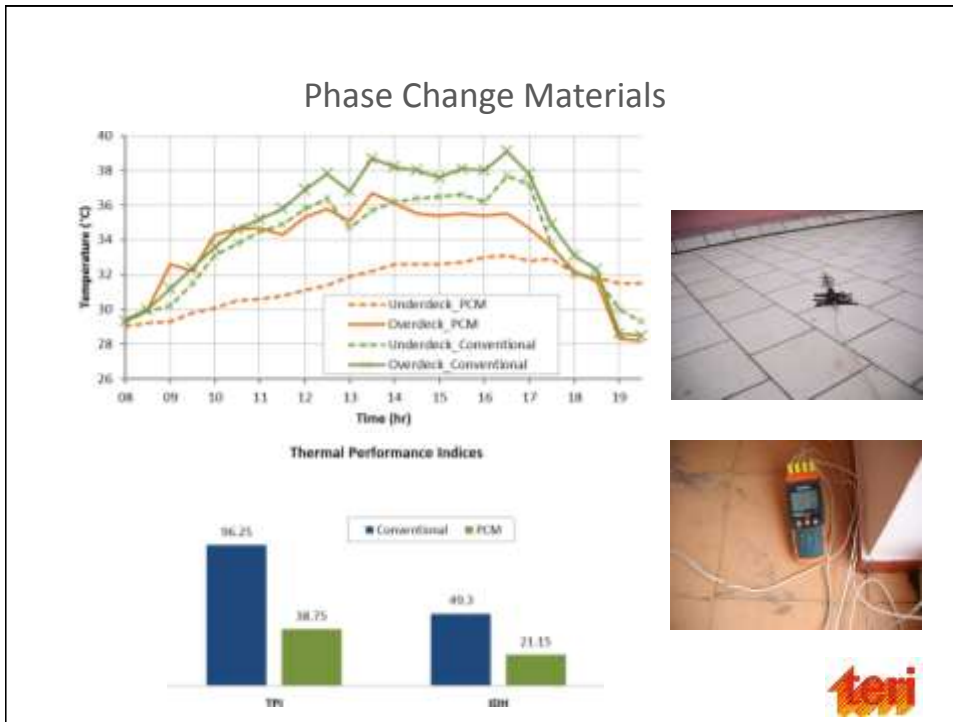 Phase Change Materials
40
38
36
34
32
30
28
26
Temperature (°C)
Underdeck_PCM
Overdeck_PCM
Underdeck_Conventional
Overdeck_Conventional
08 09 10 11 12 13 14 15 16 17 18 19
Time (hr)
Thermal Performance Indices
Conventional PCM
96.25
38.75
49.3
21.15
TPI
teri